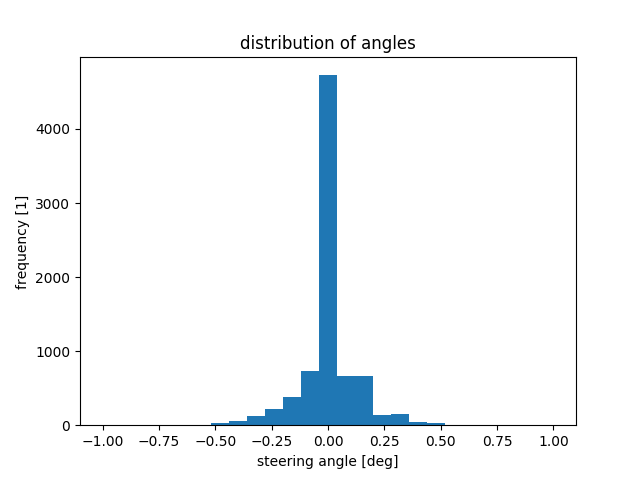 distribution of angles
frequency [1]
4000
3000
2000
1000
0
−1.00 −0.75 −0.50 −0.25 0.00 0.25 0.50 0.75 1.00
steering angle [deg]